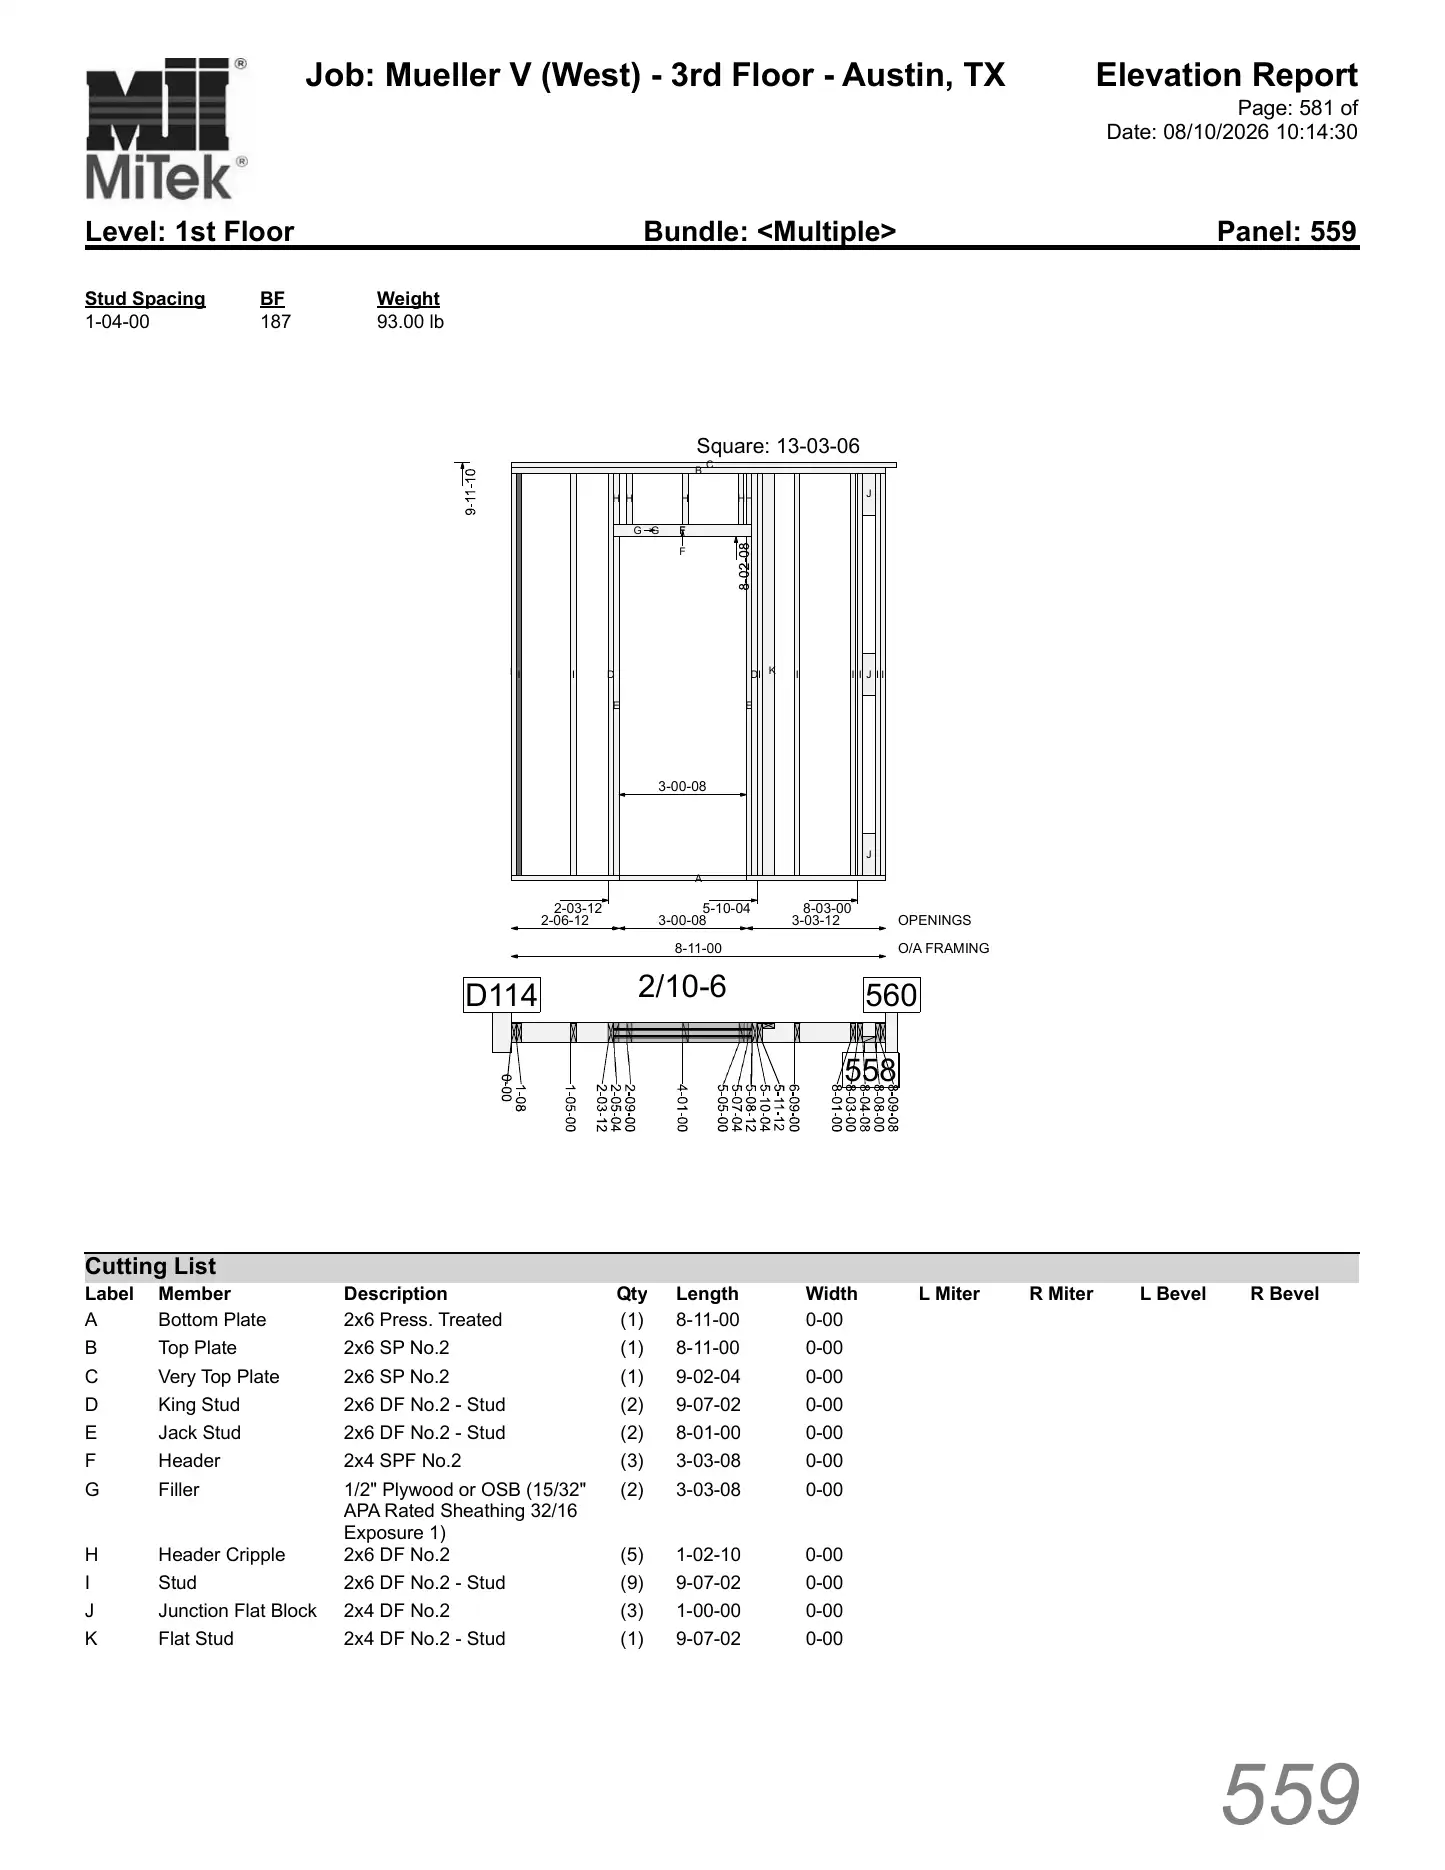 Job: Mueller V (West) - 3rd Floor - Austin, TX
Elevation Report
Page: 581 of
Date: 08/10/2026 10:14:30
MiTek®
Level: 1st Floor Bundle: <Multiple> Panel: 559
Stud Spacing BF Weight
1-04-00 187 93.00 lb
Square: 13-03-06
9-11-10
C
B
H H I H
J
G S F
F
8-02-08
I I C D I K I I I J I I
E E
3-00-08
J
A
2-03-12 5-10-04 8-03-00
2-06-12 3-00-08 3-03-12 OPENINGS
8-11-00 O/A FRAMING
D114 2/10-6 560
558
0-00
1-08
1-05-00
2-03-12
2-05-04
2-09-00
4-01-00
5-05-00
5-07-04
5-08-12
5-10-04
5-11-12
6-09-00
8-01-00
8-03-00
8-04-08
8-08-00
8-09-08
Cutting List
Label Member Description Qty Length Width L Miter R Miter L Bevel R Bevel
A Bottom Plate 2x6 Press. Treated (1) 8-11-00 0-00
B Top Plate 2x6 SP No.2 (1) 8-11-00 0-00
C Very Top Plate 2x6 SP No.2 (1) 9-02-04 0-00
D King Stud 2x6 DF No.2 - Stud (2) 9-07-02 0-00
E Jack Stud 2x6 DF No.2 - Stud (2) 8-01-00 0-00
F Header 2x4 SPF No.2 (3) 3-03-08 0-00
G Filler 1/2" Plywood or OSB (15/32" (2) 3-03-08 0-00
APA Rated Sheathing 32/16
Exposure 1)
H Header Cripple 2x6 DF No.2 (5) 1-02-10 0-00
I Stud 2x6 DF No.2 - Stud (9) 9-07-02 0-00
J Junction Flat Block 2x4 DF No.2 (3) 1-00-00 0-00
K Flat Stud 2x4 DF No.2 - Stud (1) 9-07-02 0-00
559